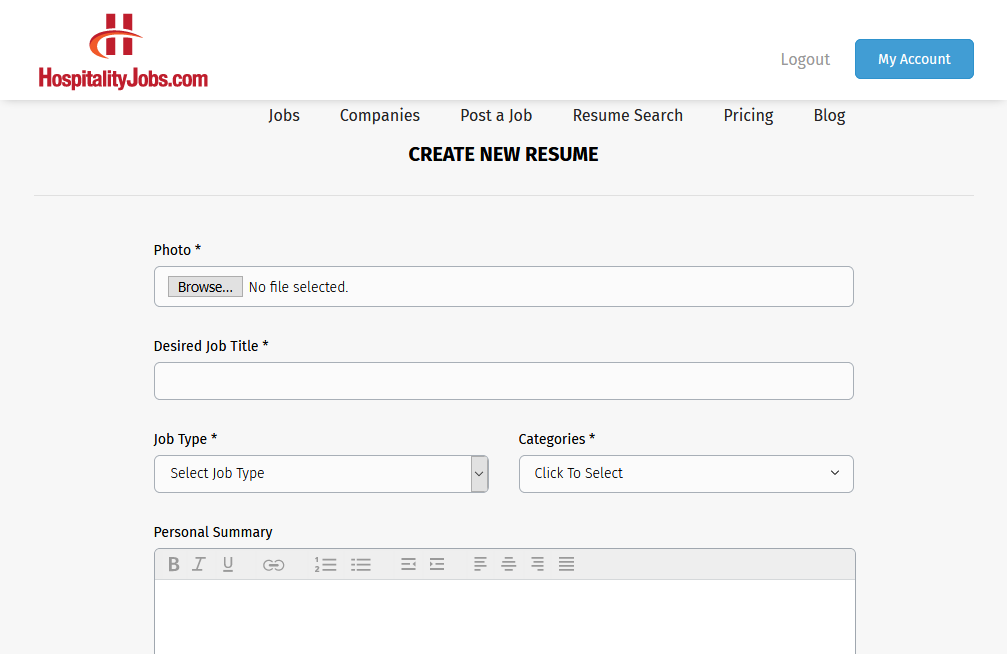 HospitalityJobs.com
Logout
My Account
Jobs Companies Post a Job Resume Search Pricing Blog
CREATE NEW RESUME
Photo *
Browse... No file selected.
Desired Job Title *
Job Type * Categories *
Select Job Type Click To Select
Personal Summary
B I U